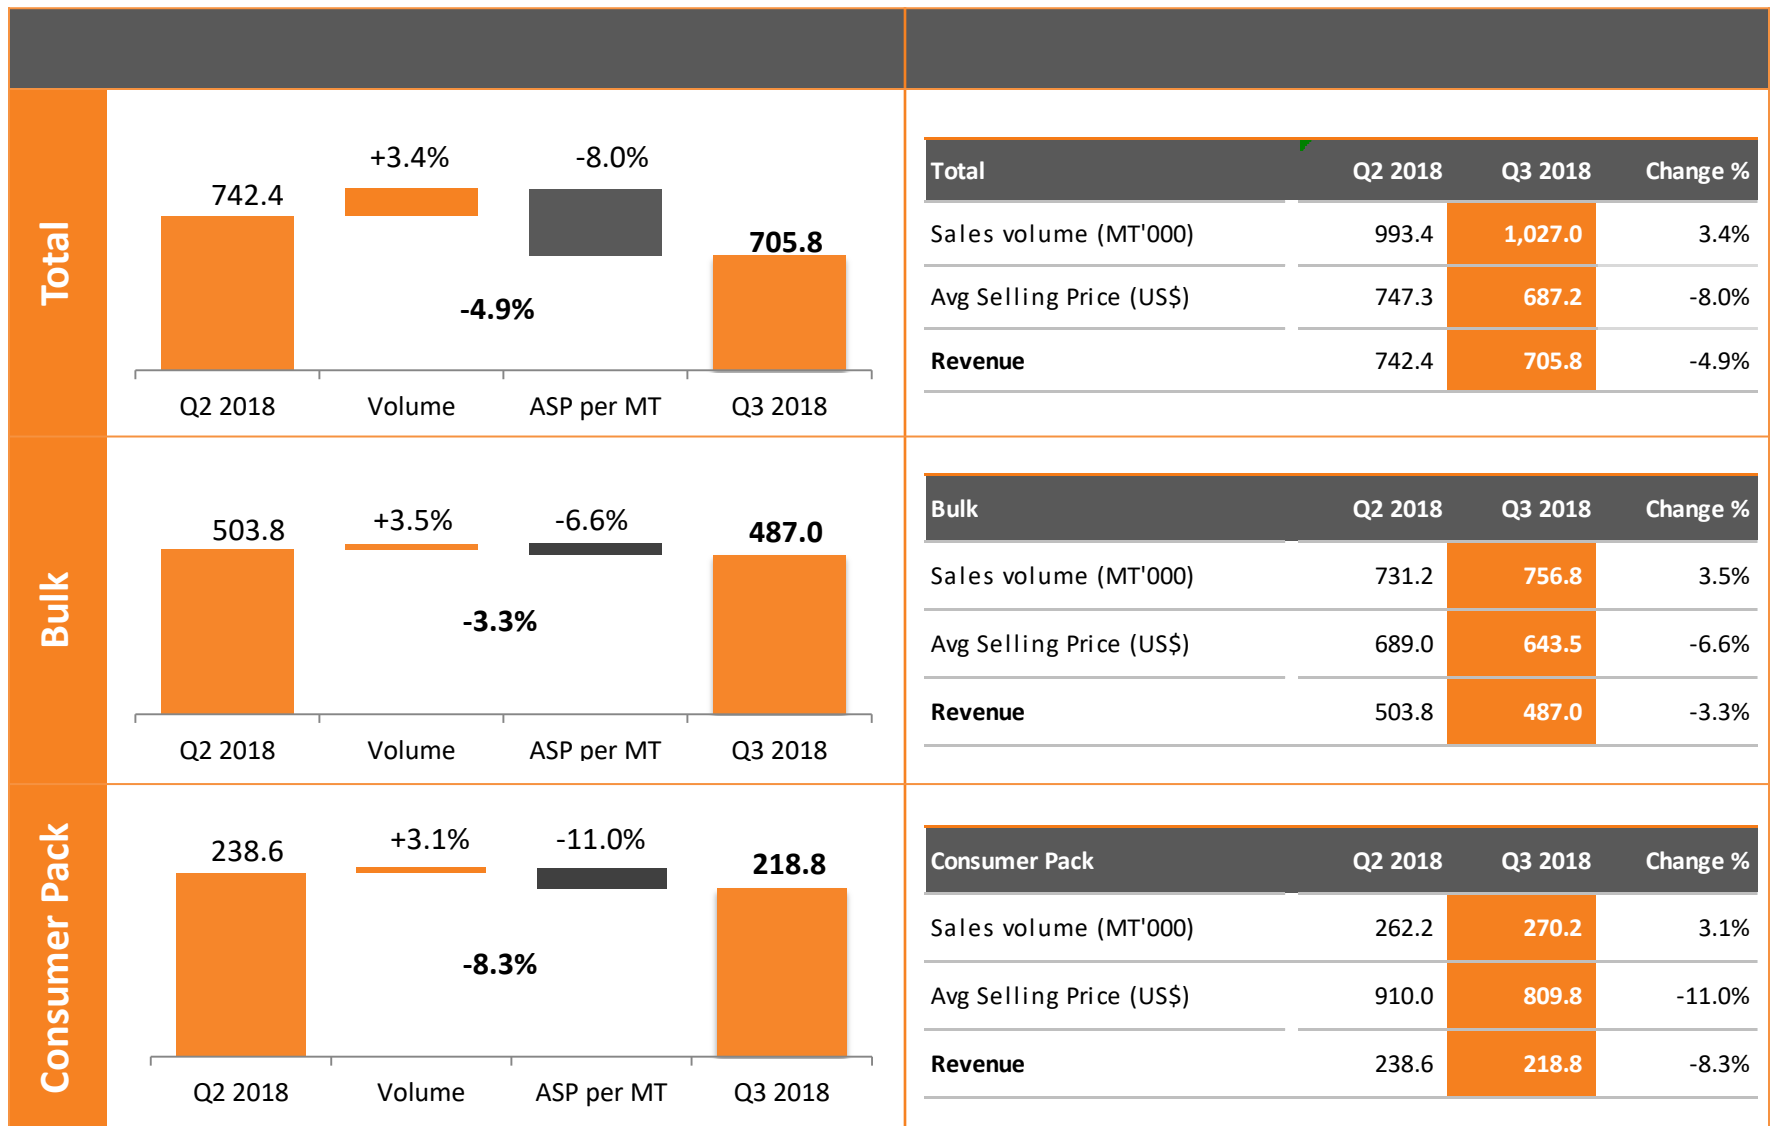 Total
+3.4%
-8.0%
742.4
705.8
-4.9%
Q2 2018 Volume ASP per MT Q3 2018
Total Q2 2018 Q3 2018 Change %
Sales volume (MT'000) 993.4 1,027.0 3.4%
Avg Selling Price (US$) 747.3 687.2 -8.0%
Revenue 742.4 705.8 -4.9%
Bulk
503.8 +3.5% -6.6% 487.0
-3.3%
Q2 2018 Volume ASP per MT Q3 2018
Bulk Q2 2018 Q3 2018 Change %
Sales volume (MT'000) 731.2 756.8 3.5%
Avg Selling Price (US$) 689.0 643.5 -6.6%
Revenue 503.8 487.0 -3.3%
Consumer Pack
238.6 +3.1% -11.0% 218.8
-8.3%
Q2 2018 Volume ASP per MT Q3 2018
Consumer Pack Q2 2018 Q3 2018 Change %
Sales volume (MT'000) 262.2 270.2 3.1%
Avg Selling Price (US$) 910.0 809.8 -11.0%
Revenue 238.6 218.8 -8.3%